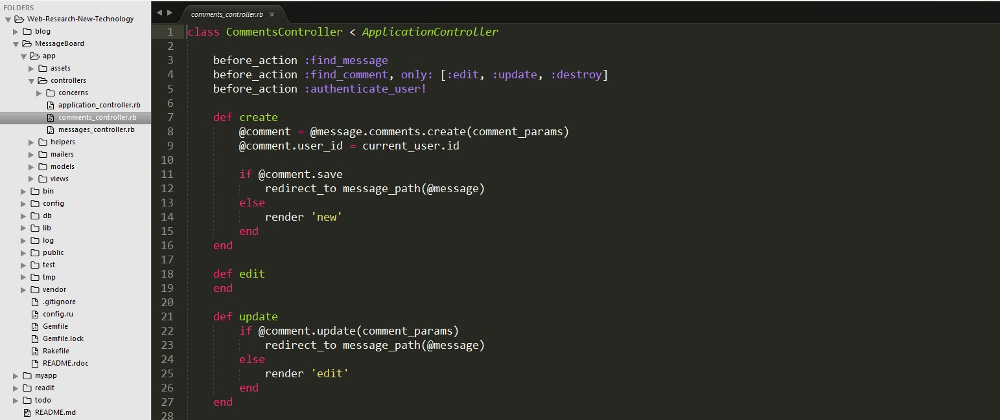 FOLDERS
Web-Research-New-Technology
blog
MessageBoard
app
assets
controllers
concerns
application_controller.rb
comments_controller.rb
messages_controller.rb
helpers
mailers
models
views
bin
config
db
lib
log
public
test
tmp
vendor
.gitignore
config.ru
Gemfile
Gemfile.lock
Rakefile
README.rdoc
myapp
readit
todo
README.md
comments_controller.rb ×
1 class CommentsController < ApplicationController
2
3     before_action :find_message
4     before_action :find_comment, only: [:edit, :update, :destroy]
5     before_action :authenticate_user!
6
7     def create
8         @comment = @message.comments.create(comment_params)
9         @comment.user_id = current_user.id
10
11         if @comment.save
12             redirect_to message_path(@message)
13         else
14             render 'new'
15         end
16     end
17
18     def edit
19     end
20
21     def update
22         if @comment.update(comment_params)
23             redirect_to message_path(@message)
24         else
25             render 'edit'
26         end
27     end
28